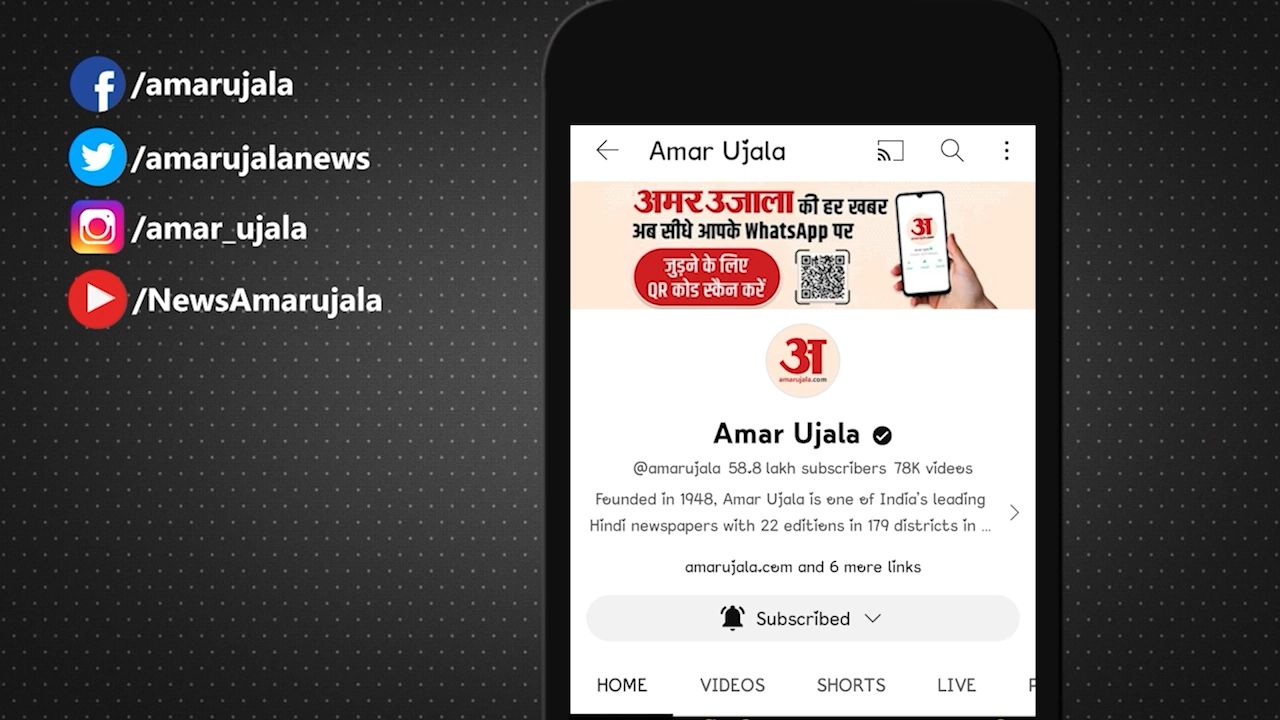 /amarujala
/amarujalanews
/amar_ujala
/NewsAmarujala
Amar Ujala
अमर उजाला की हर खबर
अब सीधे आपके WhatsApp पर
जुड़ने के लिए
QR कोड स्कैन करें
अ
अ
amarujala.com
Amar Ujala
@amarujala 58.8 lakh subscribers 78K videos
Founded in 1948, Amar Ujala is one of India's leading
Hindi newspapers with 22 editions in 179 districts in ...
amarujala.com and 6 more links
Subscribed
HOME VIDEOS SHORTS LIVE